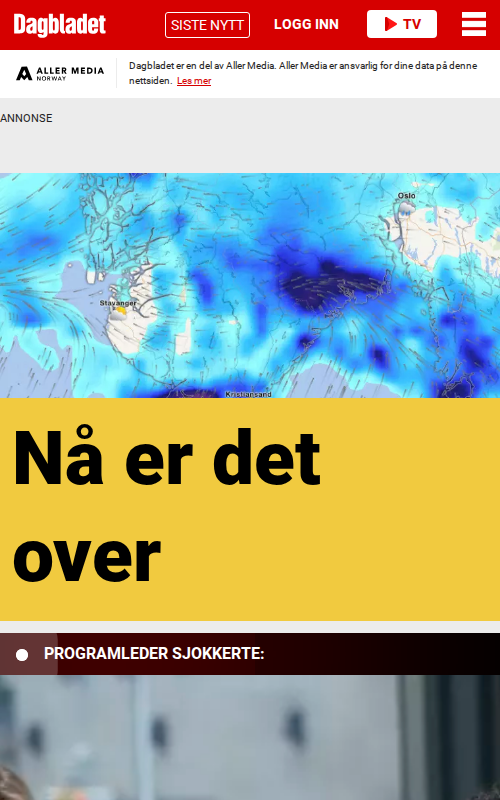 Dagbladet
SISTE NYTT
LOGG INN
TV
ALLER MEDIA
NORWAY
Dagbladet er en del av Aller Media. Aller Media er ansvarlig for dine data på denne
nettsiden. Les mer
ANNONSE
Oslo
Stavanger
Kristiansand
Nå er det
over
PROGRAMLEDER SJOKKERTE: